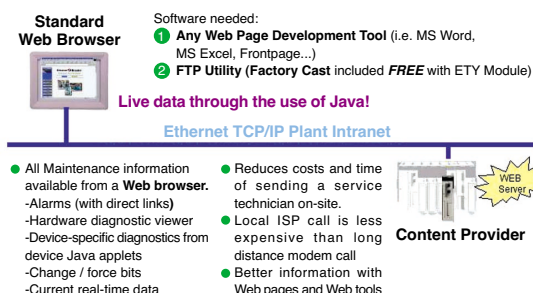 Standard
Web Browser
Software needed:
1 Any Web Page Development Tool (i.e. MS Word,
MS Excel, Frontpage...)
2 FTP Utility (Factory Cast included FREE with ETY Module)
Live data through the use of Java!
Ethernet TCP/IP Plant Intranet
All Maintenance information
available from a Web browser.
-Alarms (with direct links)
-Hardware diagnostic viewer
-Device-specific diagnostics from
device Java applets
-Change / force bits
-Current real-time data
Reduces costs and time
of sending a service
technician on-site.
Local ISP call is less
expensive than long
distance modem call
Better information with
Web pages and Web tools
WEB
Server
Content Provider